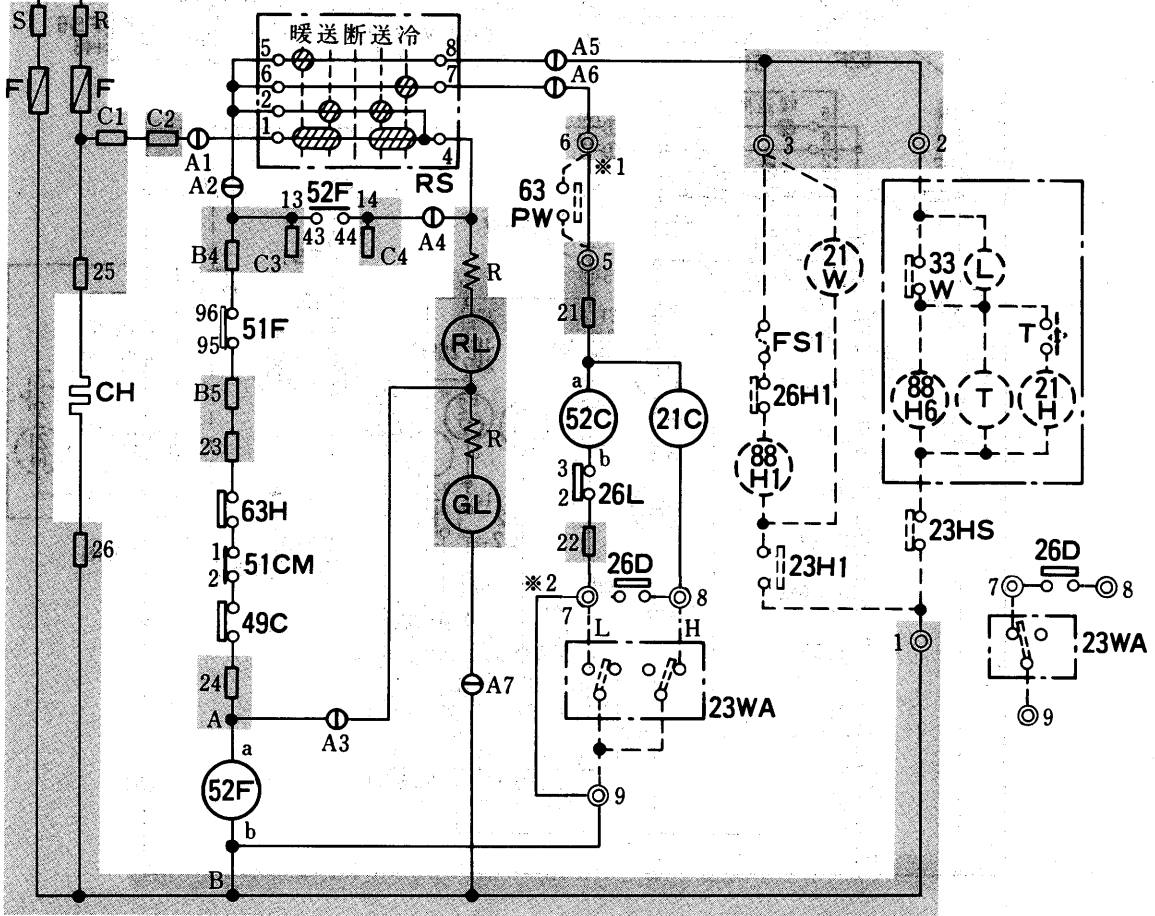 S R
暖送断送冷
5 8 A5
6 7 A6
F F
2
C1 C2 1 4
A1 RS
A2
6 ※1 3 2
13 52F 14
63 PW
43 44 A4
B4 C3 C4
5
21 W
33 W L
25 R
96 51F 95
21
RL
FS1
T
CH B5
a
26H1
52C 21C
88 H6 T 21 H
23 R
b
3 26L 2
88 H1
63H GL
26 22
23HS
1 51CM 2
26D
23H1
26D
※2 7 8
7 8
49C
L H
1 23WA
24 A7
23WA
A A3
9
a
52F
9
b
B